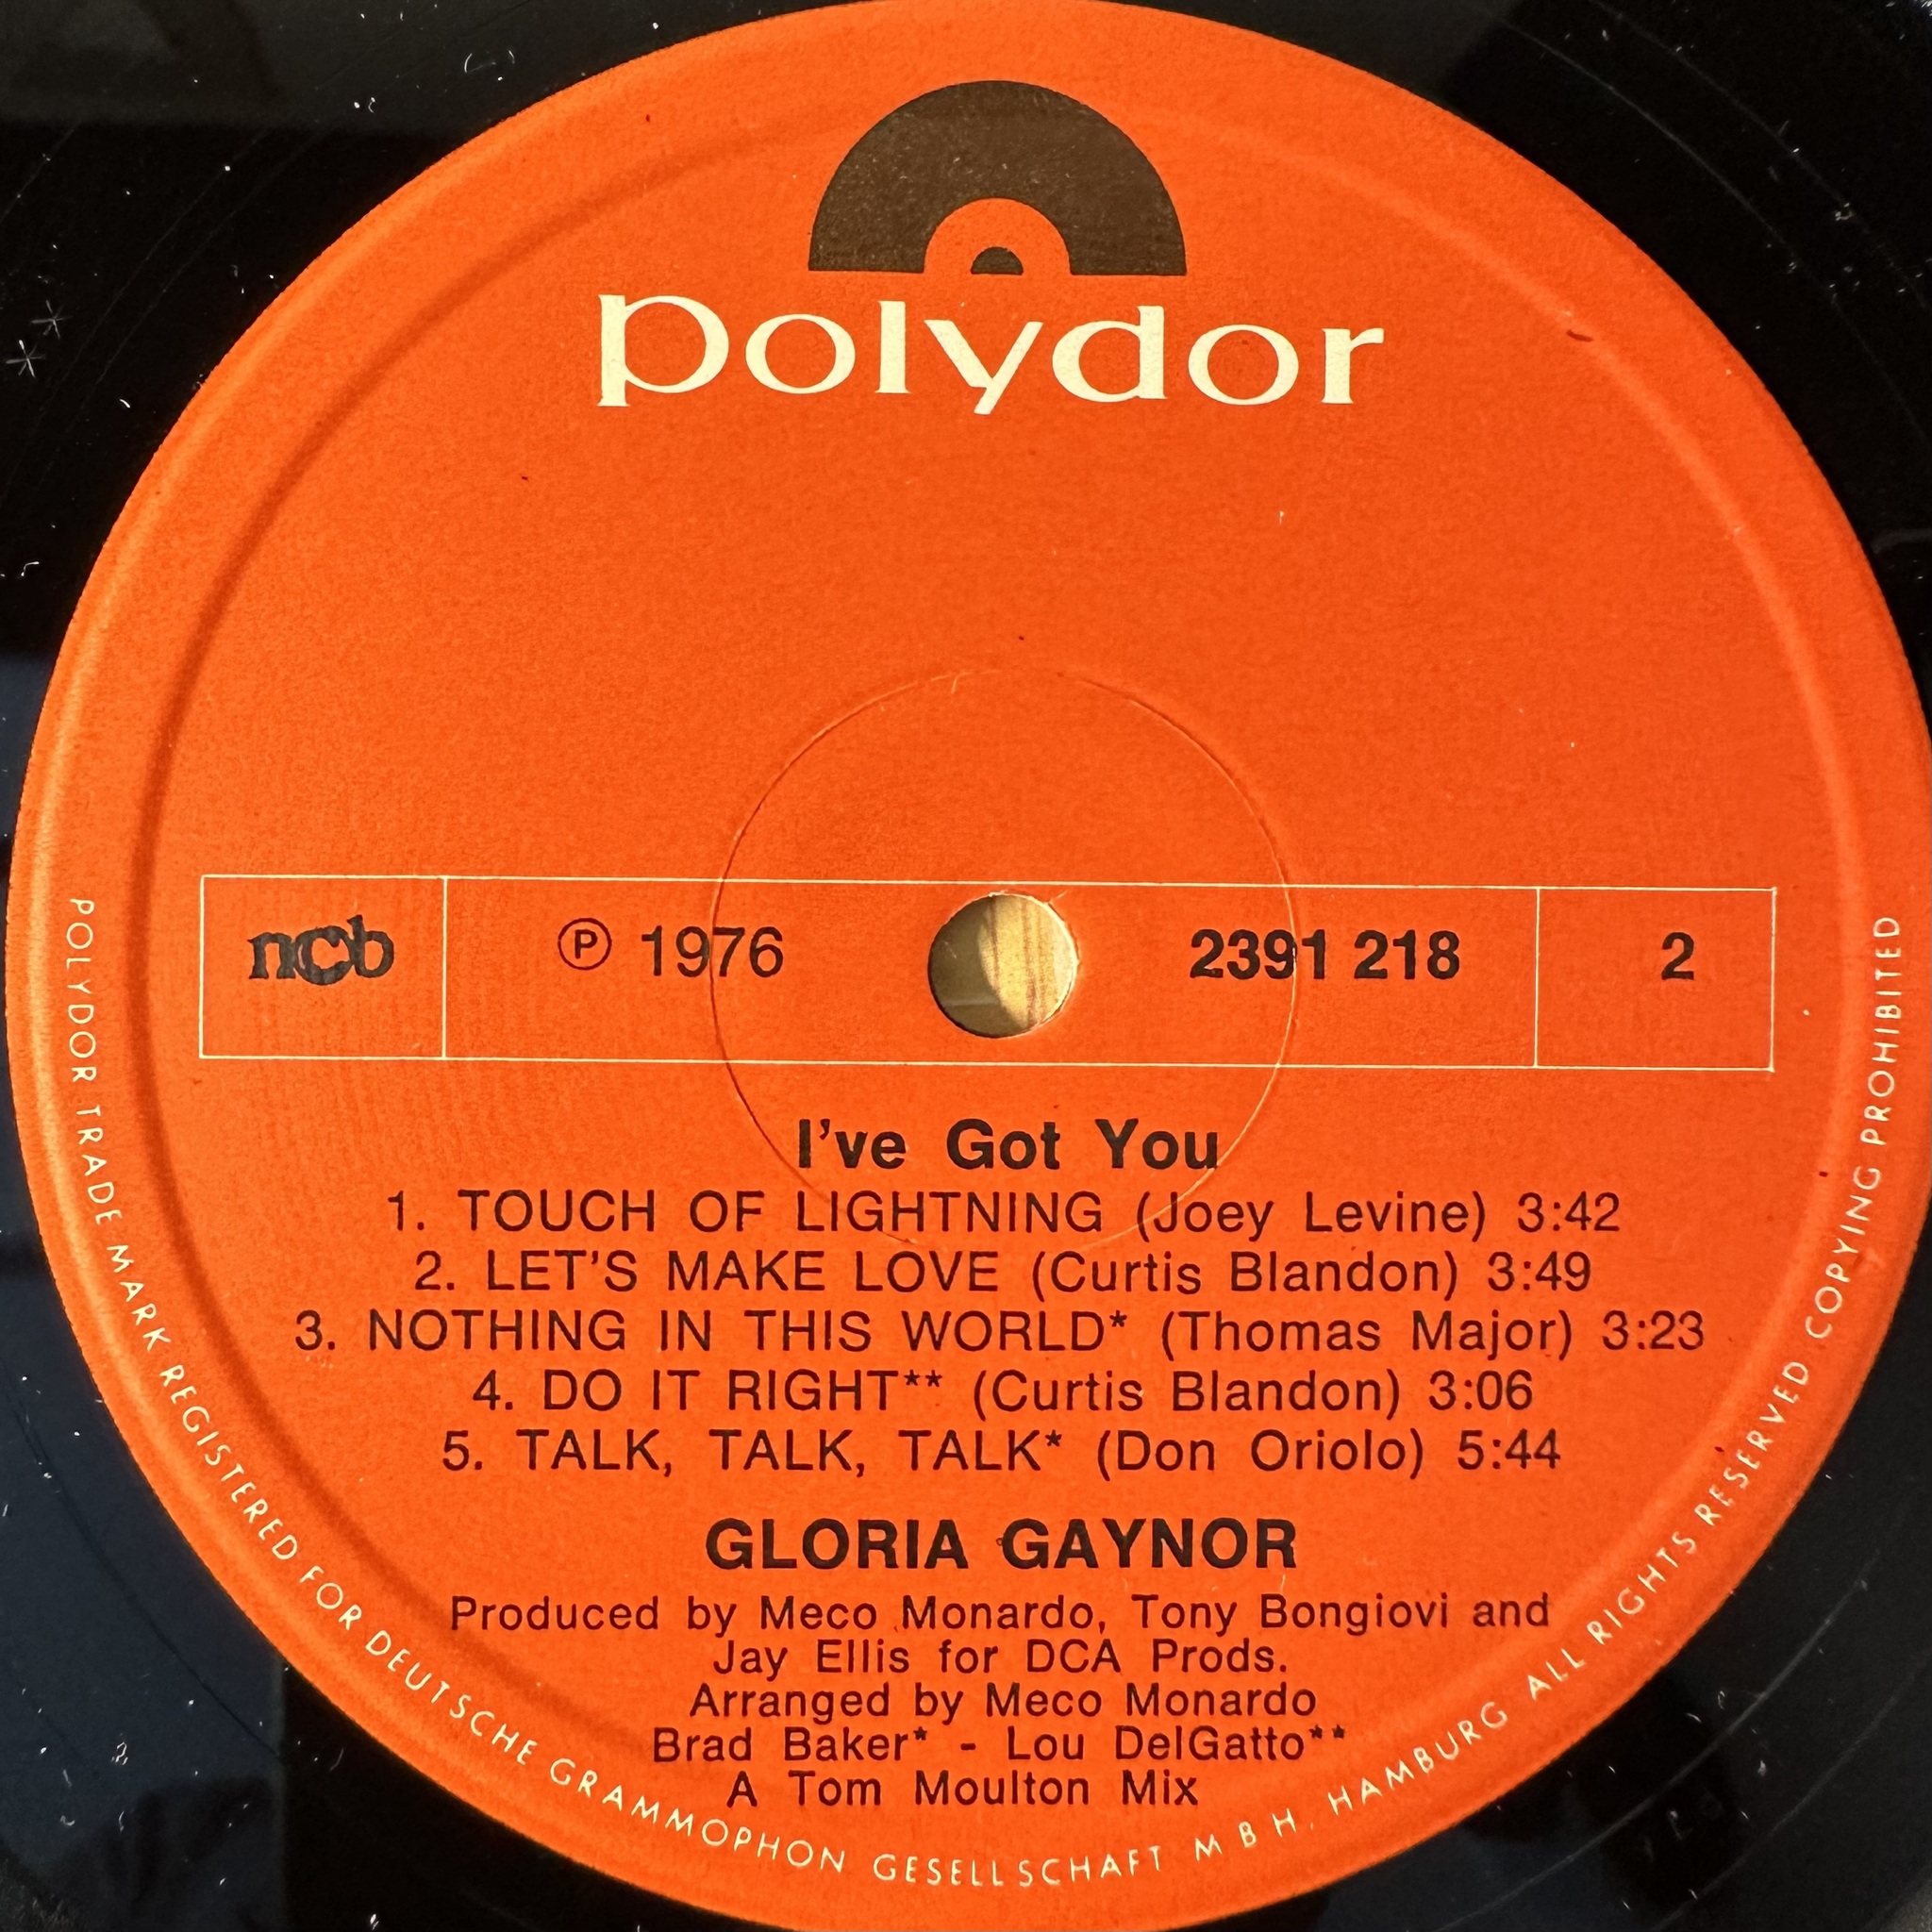 polydor
ncb
Ⓟ 1976
2391 218
2
I've Got You
1. TOUCH OF LIGHTNING (Joey Levine) 3:42
2. LET'S MAKE LOVE (Curtis Blandon) 3:49
3. NOTHING IN THIS WORLD* (Thomas Major) 3:23
4. DO IT RIGHT** (Curtis Blandon) 3:06
5. TALK, TALK, TALK* (Don Oriolo) 5:44
GLORIA GAYNOR
Produced by Meco Monardo, Tony Bongiovi and
Jay Ellis for DCA Prods.
Arranged by Meco Monardo
Brad Baker* - Lou DelGatto**
A Tom Moulton Mix
POLYDOR TRADE MARK REGISTERED FOR DEUTSCHE GRAMMOPHON GESELLSCHAFT M B H, HAMBURG ALL RIGHTS RESERVED COPYING PROHIBITED